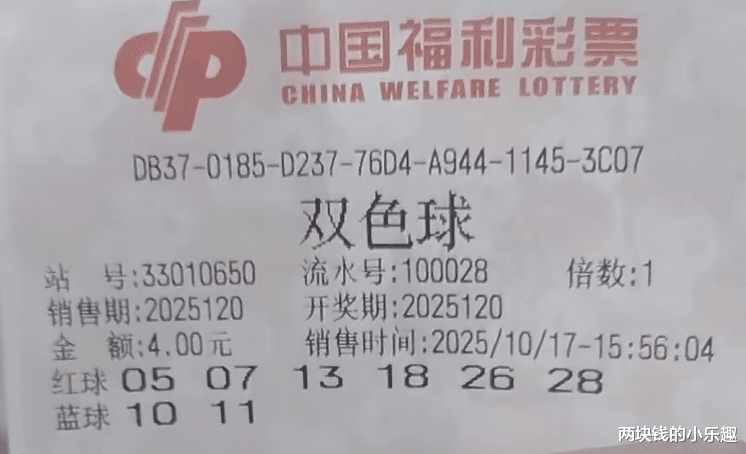 中国福利彩票
CHINA WELFARE LOTTERY
DB37-0185-D237-76D4-A944-1145-3C07
双色球
站 号:33010650 流水号:100028 倍数:1
销售期:2025120 开奖期:2025120
金 额:4.00元 销售时间:2025/10/17-15:56:04
红球 05 07 13 18 26 28
蓝球 10 11
两块钱的小乐趣